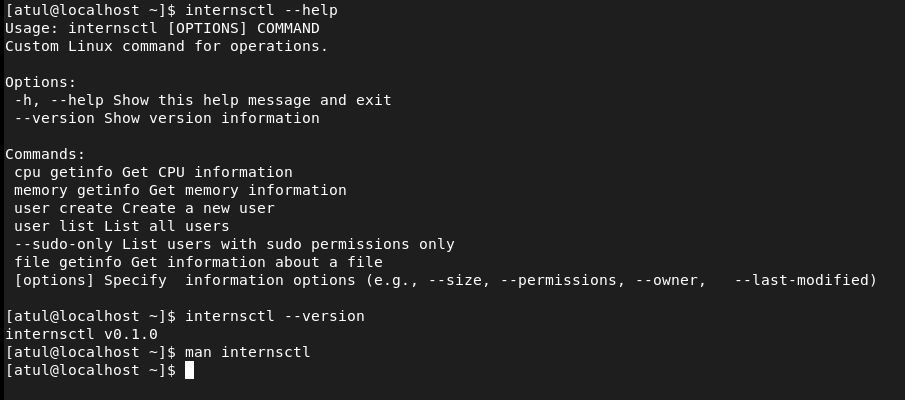 [atul@localhost ~]$ internsctl --help
Usage: internsctl [OPTIONS] COMMAND
Custom Linux command for operations.

Options:
 -h, --help Show this help message and exit
 --version Show version information

Commands:
 cpu getinfo Get CPU information
 memory getinfo Get memory information
 user create Create a new user
 user list List all users
 --sudo-only List users with sudo permissions only
 file getinfo Get information about a file
 [options] Specify  information options (e.g., --size, --permissions, --owner,   --last-modified)

[atul@localhost ~]$ internsctl --version
internsctl v0.1.0
[atul@localhost ~]$ man internsctl
[atul@localhost ~]$